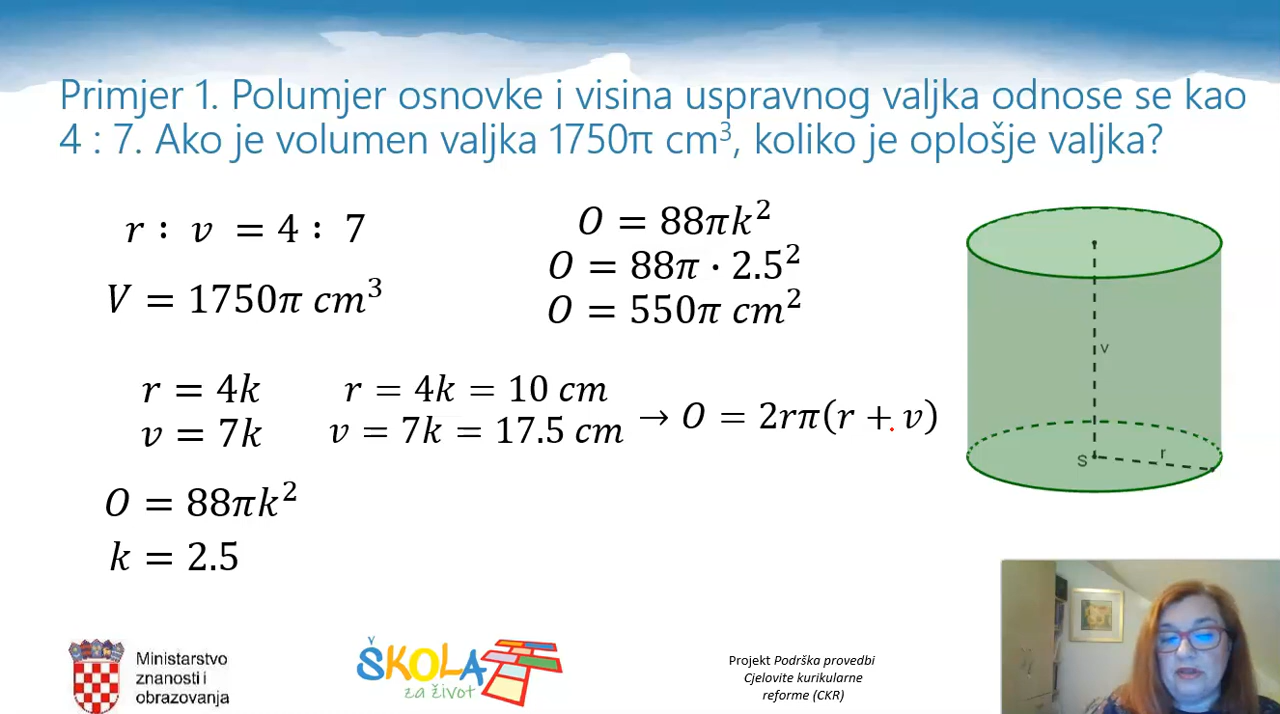 Primjer 1. Polumjer osnovke i visina uspravnog valjka odnose se kao
4 : 7. Ako je volumen valjka 1750π cm³, koliko je oplošje valjka?
r : v = 4 : 7
V = 1750π cm³
O = 88πk²
O = 88π · 2.5²
O = 550π cm²
r = 4k
v = 7k
r = 4k = 10 cm
v = 7k = 17.5 cm
→ O = 2rπ(r + v)
O = 88πk²
k = 2.5
v
S
r
Ministarstvo
znanosti i
obrazovanja
ŠKOLA
za život
Projekt Podrška provedbi
Cjelovite kurikularne
reforme (CKR)